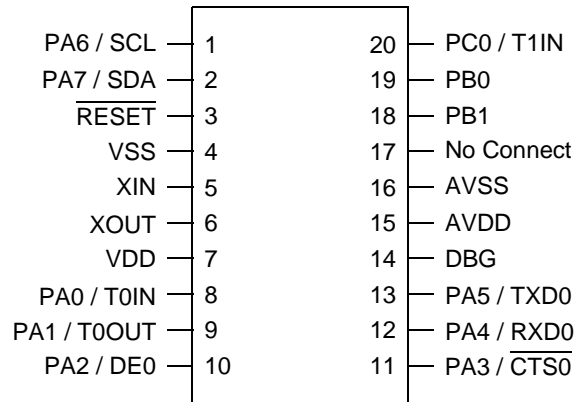 PA6 / SCL 1 20 PC0 / T1IN
PA7 / SDA 2 19 PB0
RESET 3 18 PB1
VSS 4 17 No Connect
XIN 5 16 AVSS
XOUT 6 15 AVDD
VDD 7 14 DBG
PA0 / T0IN 8 13 PA5 / TXD0
PA1 / T0OUT 9 12 PA4 / RXD0
PA2 / DE0 10 11 PA3 / CTS0